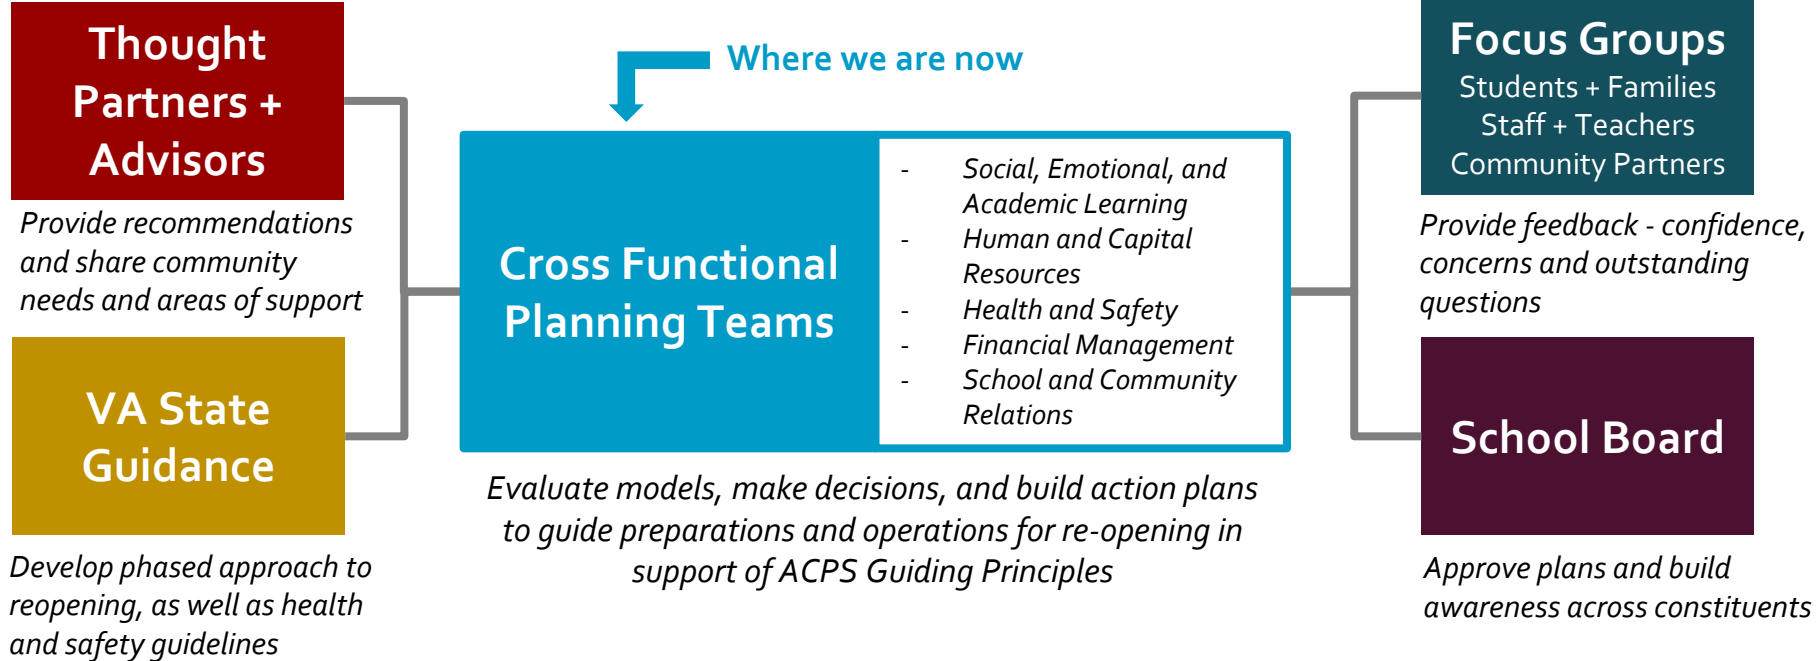 Thought
Partners +
Advisors
Provide recommendations
and share community
needs and areas of support
VA State
Guidance
Develop phased approach to
reopening, as well as health
and safety guidelines
Where we are now
Cross Functional
Planning Teams
- Social, Emotional, and
Academic Learning
- Human and Capital
Resources
- Health and Safety
- Financial Management
- School and Community
Relations
Evaluate models, make decisions, and build action plans
to guide preparations and operations for re-opening in
support of ACPS Guiding Principles
Focus Groups
Students + Families
Staff + Teachers
Community Partners
Provide feedback - confidence,
concerns and outstanding
questions
School Board
Approve plans and build
awareness across constituents